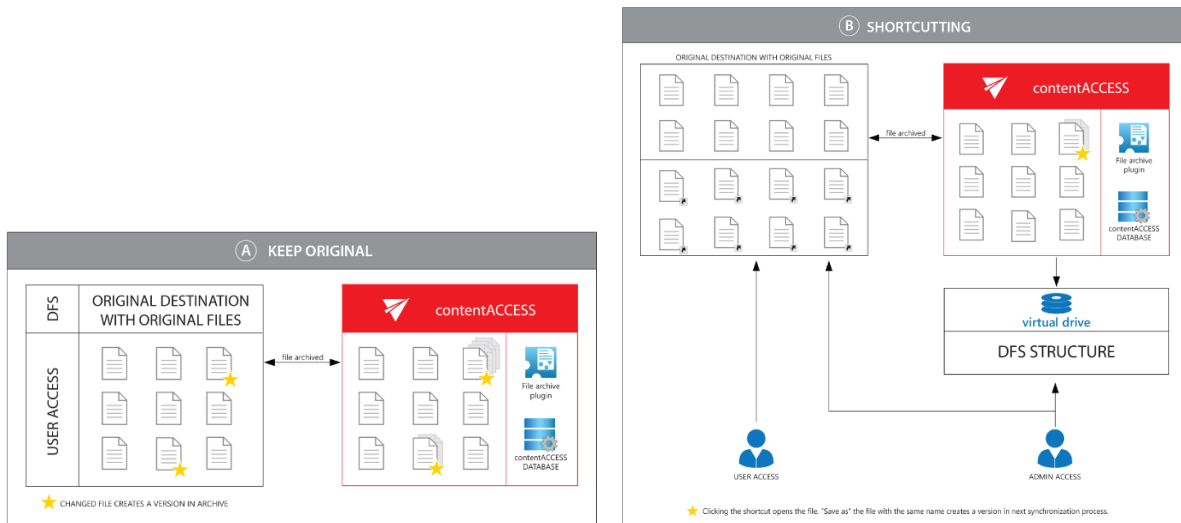 A KEEP ORIGINAL
DFS
ORIGINAL DESTINATION
WITH ORIGINAL FILES
USER ACCESS
file archived
contentACCESS
File archive
plugin
contentACCESS
DATABASE
CHANGED FILE CREATES A VERSION IN ARCHIVE
B SHORTCUTTING
ORIGINAL DESTINATION WITH ORIGINAL FILES
file archived
contentACCESS
File archive
plugin
contentACCESS
DATABASE
virtual drive
DFS STRUCTURE
USER ACCESS
ADMIN ACCESS
Clicking the shortcut opens the file. "Save as" the file with the same name creates a version in next synchronization process.